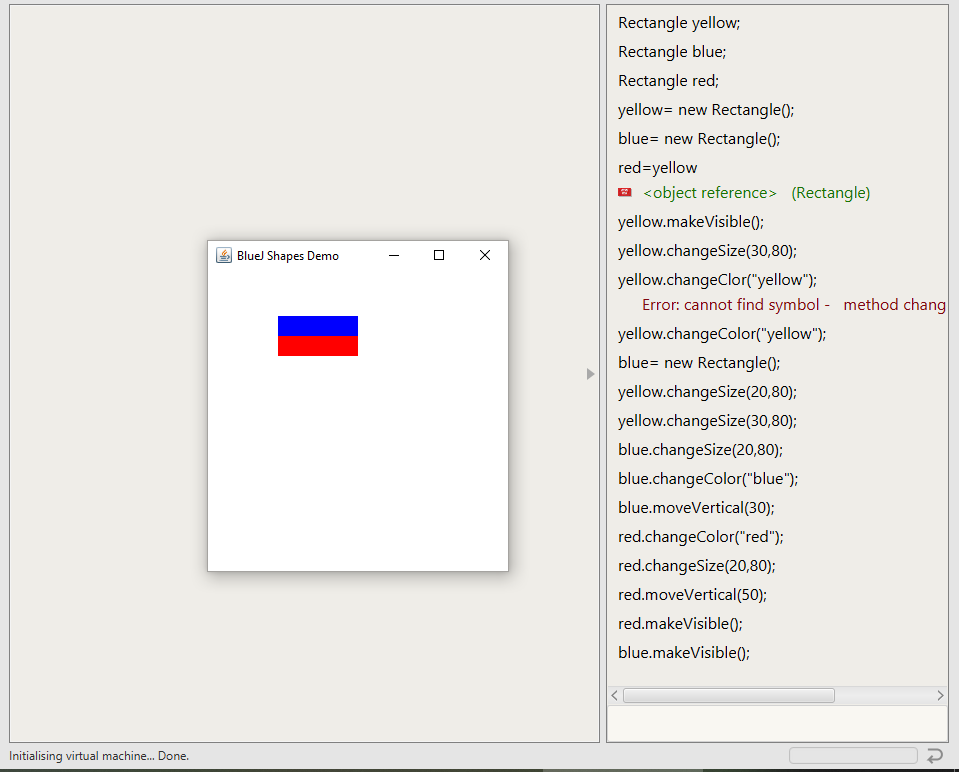 Rectangle yellow;
Rectangle blue;
Rectangle red;
yellow= new Rectangle();
blue= new Rectangle();
red=yellow
<object reference>   (Rectangle)
yellow.makeVisible();
yellow.changeSize(30,80);
yellow.changeClor("yellow");
Error: cannot find symbol -   method chang
yellow.changeColor("yellow");
blue= new Rectangle();
yellow.changeSize(20,80);
yellow.changeSize(30,80);
blue.changeSize(20,80);
blue.changeColor("blue");
blue.moveVertical(30);
red.changeColor("red");
red.changeSize(20,80);
red.moveVertical(50);
red.makeVisible();
blue.makeVisible();
BlueJ Shapes Demo
Initialising virtual machine... Done.